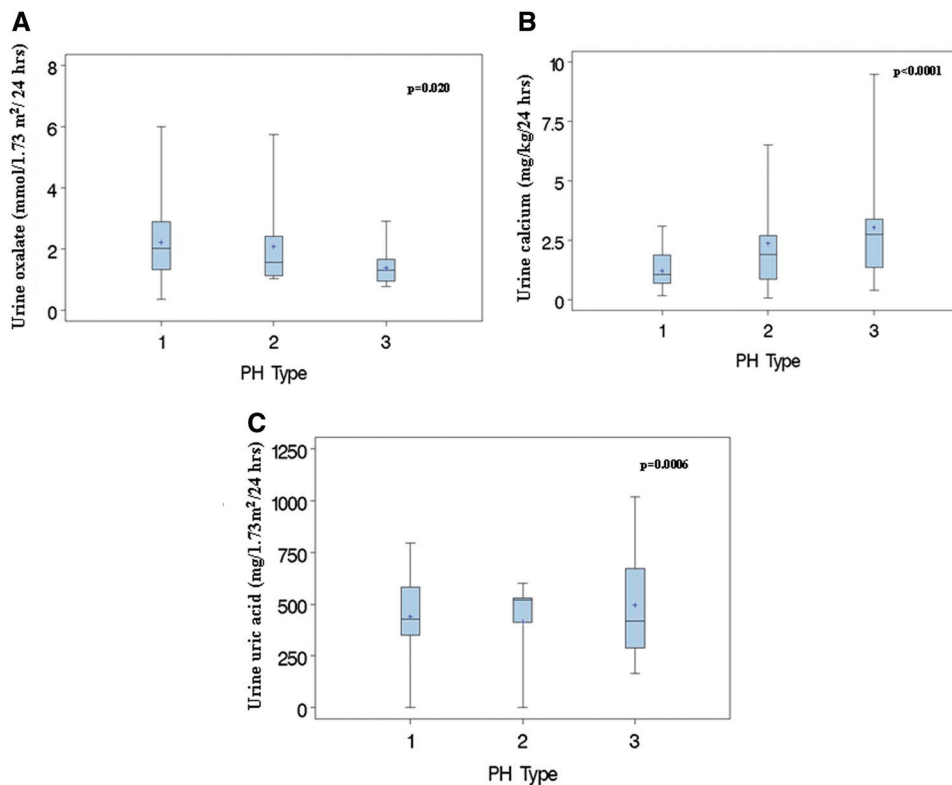 A
Urine oxalate (mmol/1.73 m²/ 24 hrs)
8
6
4
2
0
p=0.020
1 2 3
PH Type
B
Urine calcium (mg/kg/24 hrs)
10
7.5
5
2.5
0
p<0.0001
1 2 3
PH Type
C
Urine uric acid (mg/1.73m²/24 hrs)
1250
1000
750
500
250
0
p=0.0006
1 2 3
PH Type